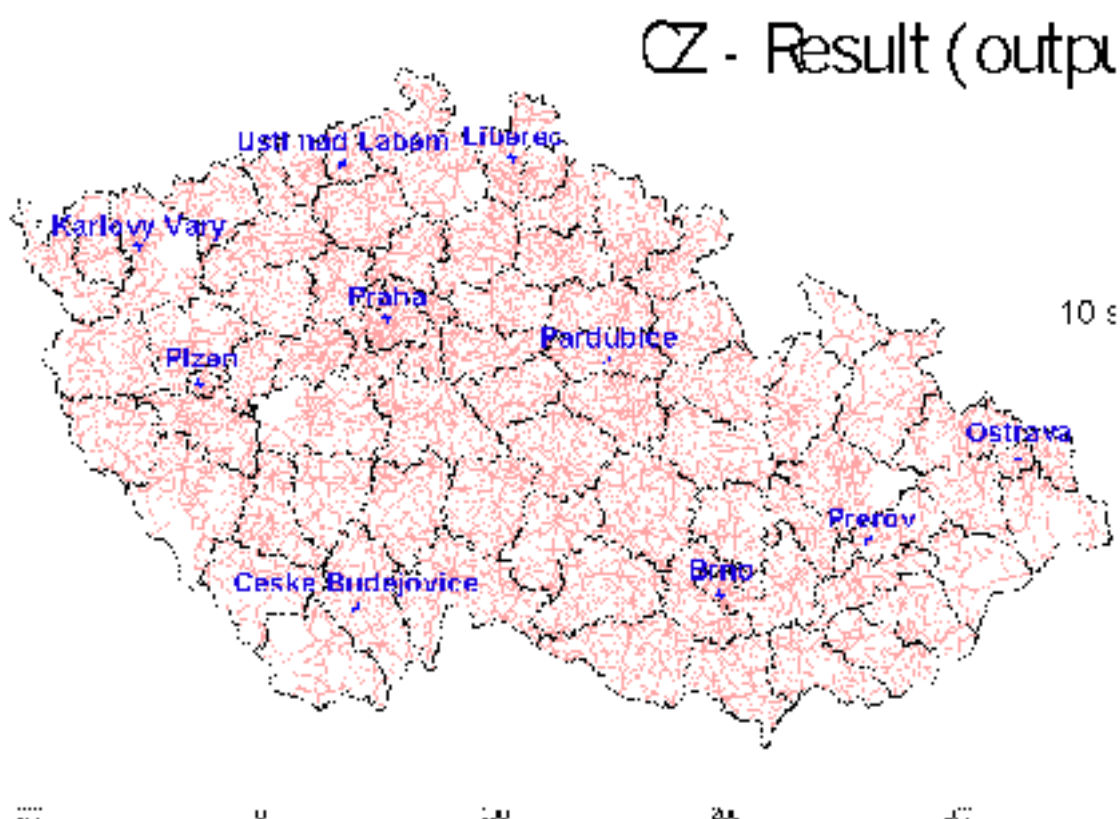 CZ - Result (outpu
Usti nad Labem
Liberec
Karlovy Vary
Praha
10 s
Pardubice
Plzen
Ostrava
Prerov
Brno
Ceske Budejovice